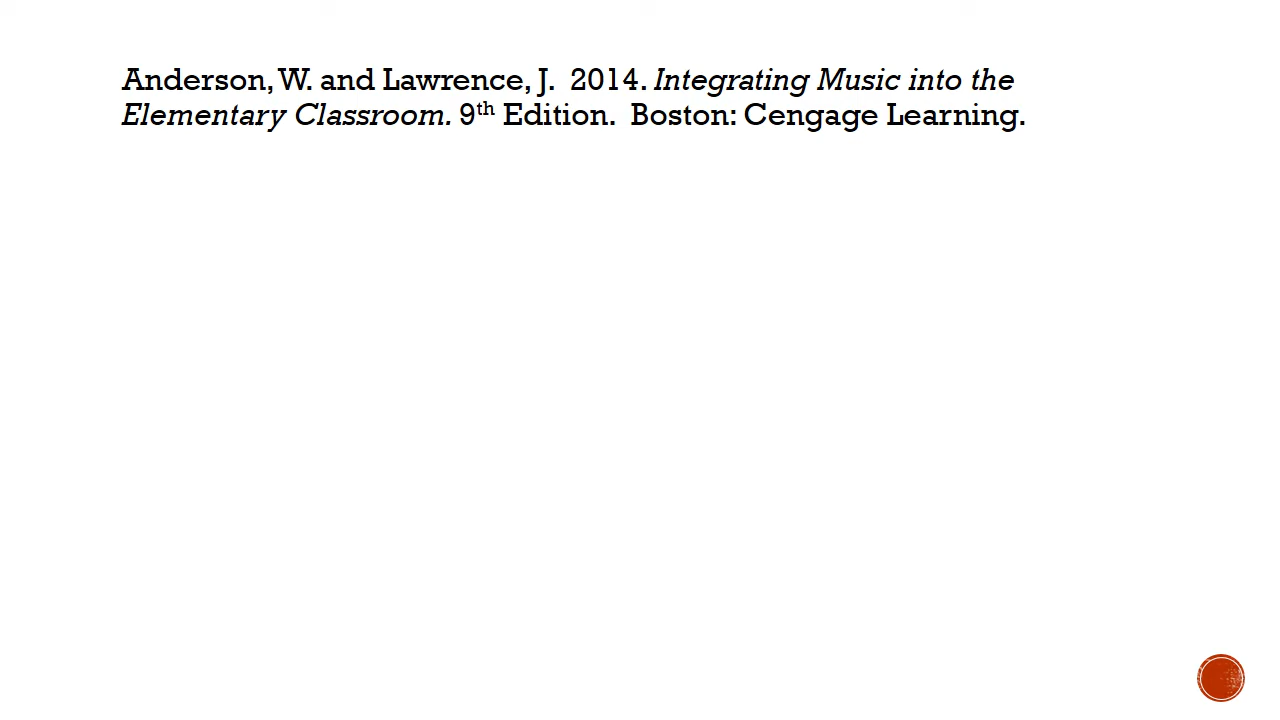 Anderson, W. and Lawrence, J.  2014. Integrating Music into the
Elementary Classroom. 9th Edition.  Boston: Cengage Learning.